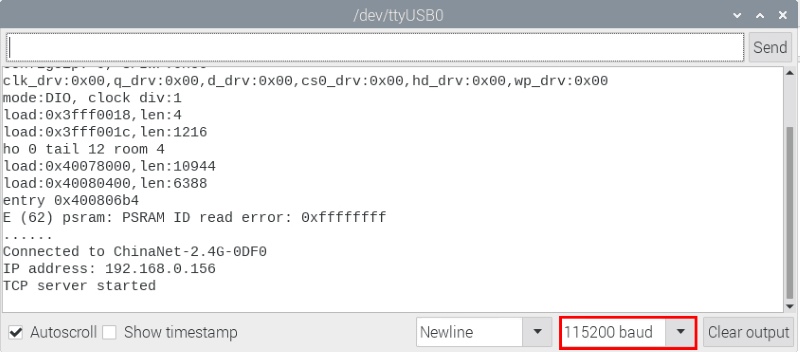 /dev/ttyUSB0
Send
clk_drv:0x00,q_drv:0x00,d_drv:0x00,cs0_drv:0x00,hd_drv:0x00,wp_drv:0x00
mode:DIO, clock div:1
load:0x3fff0018,len:4
load:0x3fff001c,len:1216
ho 0 tail 12 room 4
load:0x40078000,len:10944
load:0x40080400,len:6388
entry 0x400806b4
E (62) psram: PSRAM ID read error: 0xffffffff
......
Connected to ChinaNet-2.4G-0DF0
IP address: 192.168.0.156
TCP server started
Autoscroll Show timestamp Newline 115200 baud Clear output